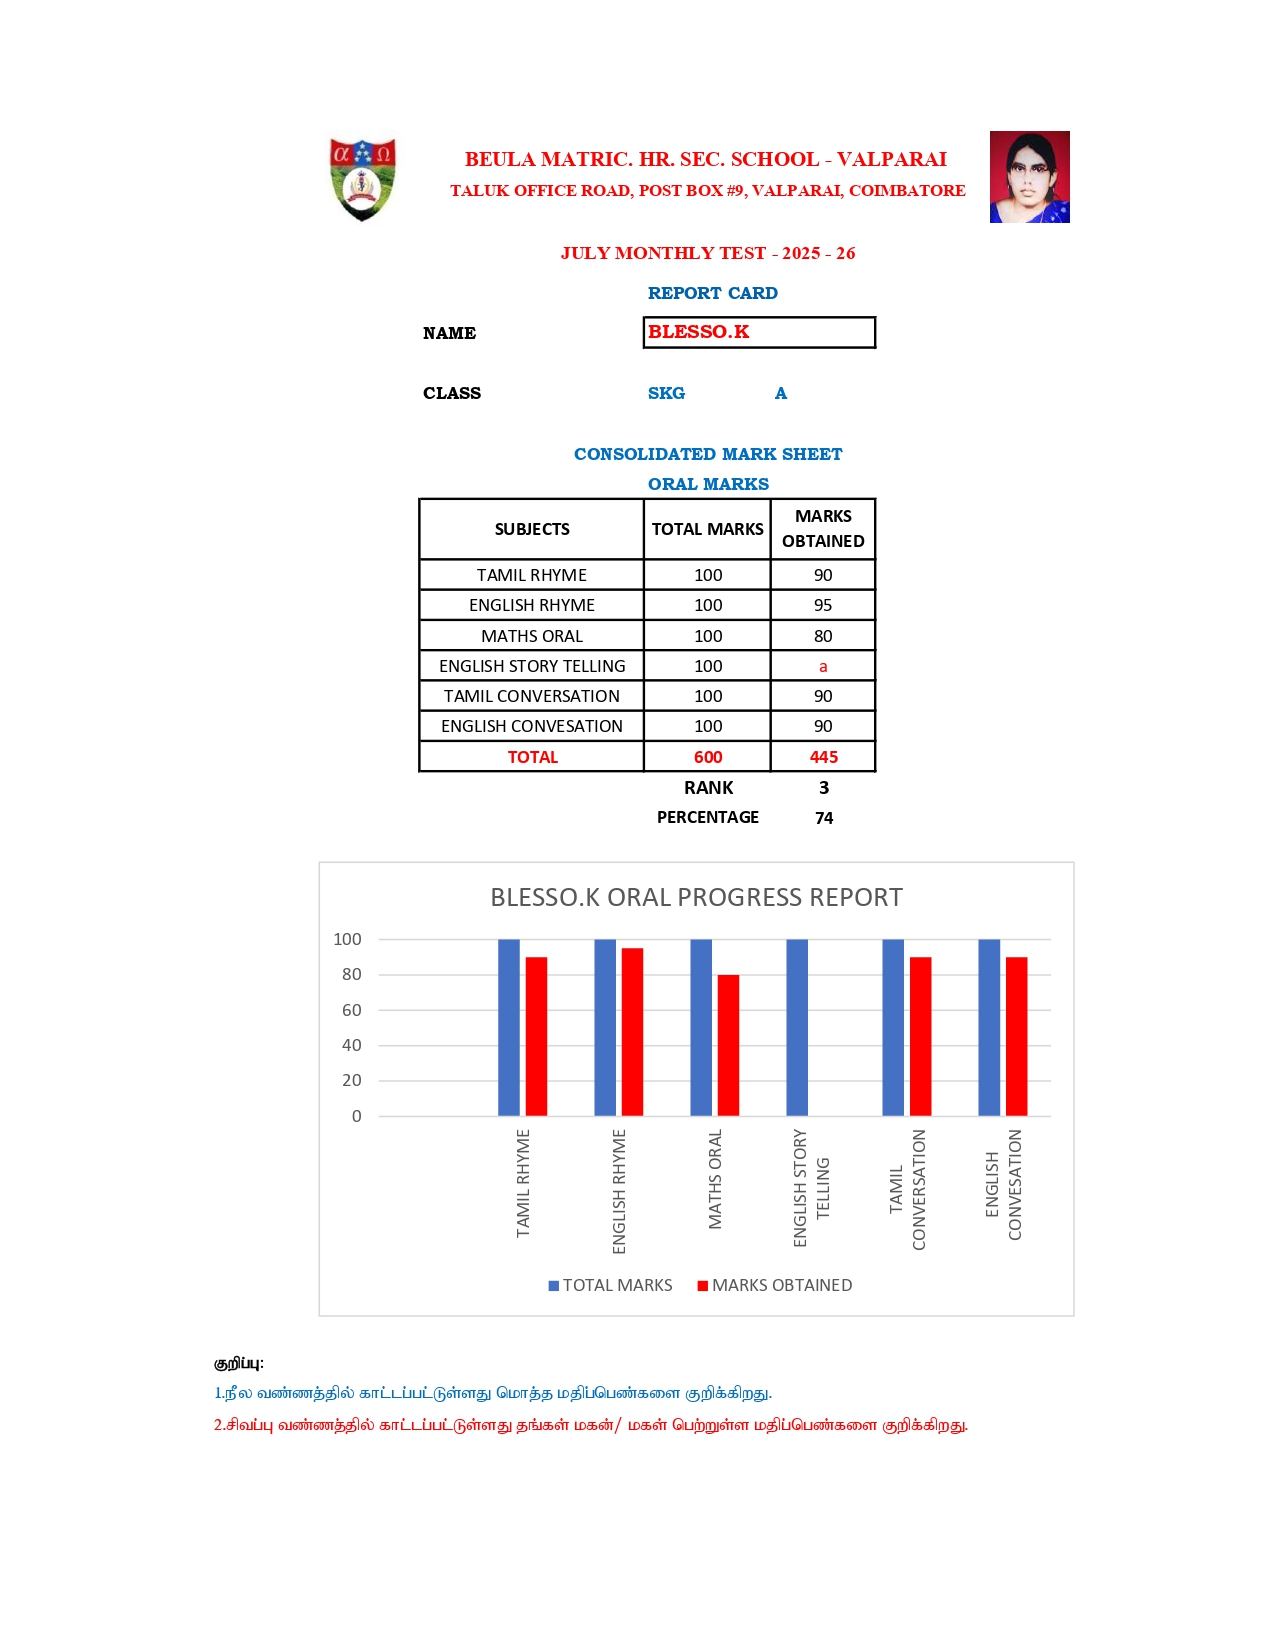 α Ω
BEULA MATRIC. HR. SEC. SCHOOL - VALPARAI
TALUK OFFICE ROAD, POST BOX #9, VALPARAI, COIMBATORE
JULY MONTHLY TEST - 2025 - 26
REPORT CARD
NAME BLESSO.K
CLASS SKG A
CONSOLIDATED MARK SHEET
ORAL MARKS
SUBJECTS TOTAL MARKS MARKS OBTAINED
TAMIL RHYME 100 90
ENGLISH RHYME 100 95
MATHS ORAL 100 80
ENGLISH STORY TELLING 100 a
TAMIL CONVERSATION 100 90
ENGLISH CONVESATION 100 90
TOTAL 600 445
RANK 3
PERCENTAGE 74
BLESSO.K ORAL PROGRESS REPORT
100
80
60
40
20
0
TAMIL RHYME
ENGLISH RHYME
MATHS ORAL
ENGLISH STORY TELLING
TAMIL CONVERSATION
ENGLISH CONVESATION
TOTAL MARKS MARKS OBTAINED
குறிப்பு:
1.நீல வண்ணத்தில் காட்டப்பட்டுள்ளது மொத்த மதிப்பெண்களை குறிக்கிறது.
2.சிவப்பு வண்ணத்தில் காட்டப்பட்டுள்ளது தங்கள் மகன்/ மகள் பெற்றுள்ள மதிப்பெண்களை குறிக்கிறது.